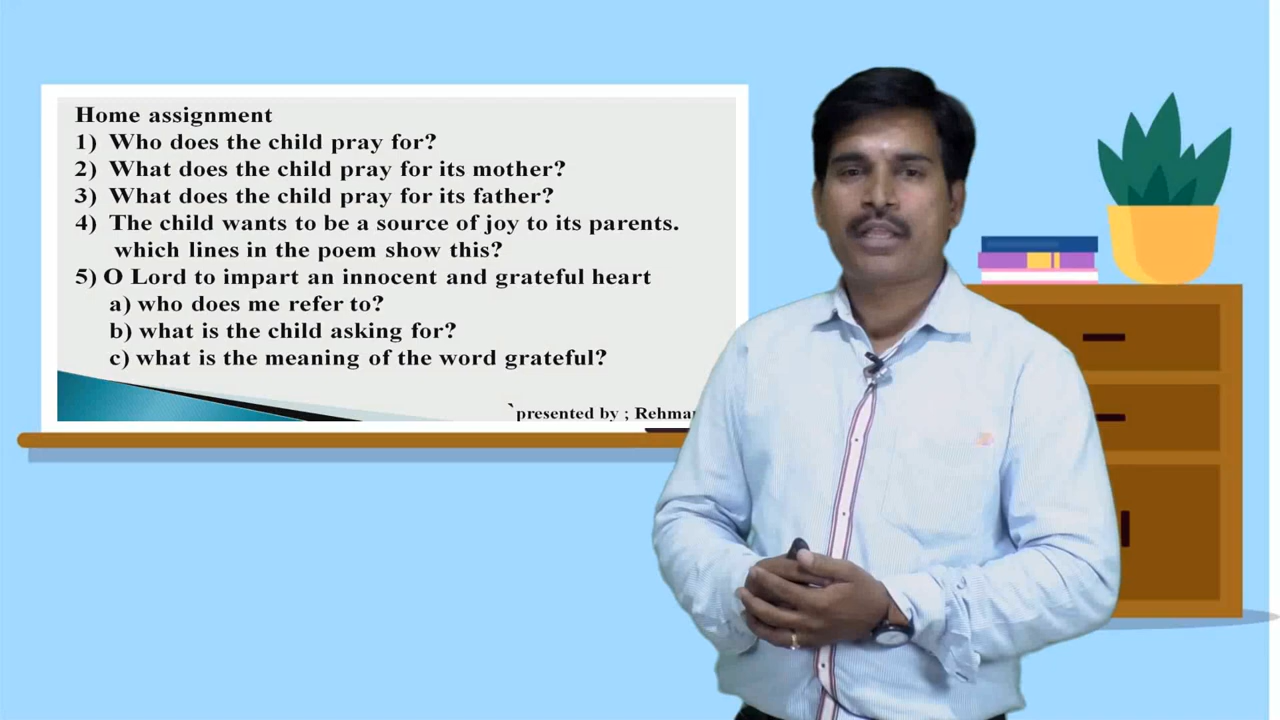 Home assignment
1) Who does the child pray for?
2) What does the child pray for its mother?
3) What does the child pray for its father?
4) The child wants to be a source of joy to its parents.
which lines in the poem show this?
5) O Lord to impart an innocent and grateful heart
a) who does me refer to?
b) what is the child asking for?
c) what is the meaning of the word grateful?
`presented by ; Rehma